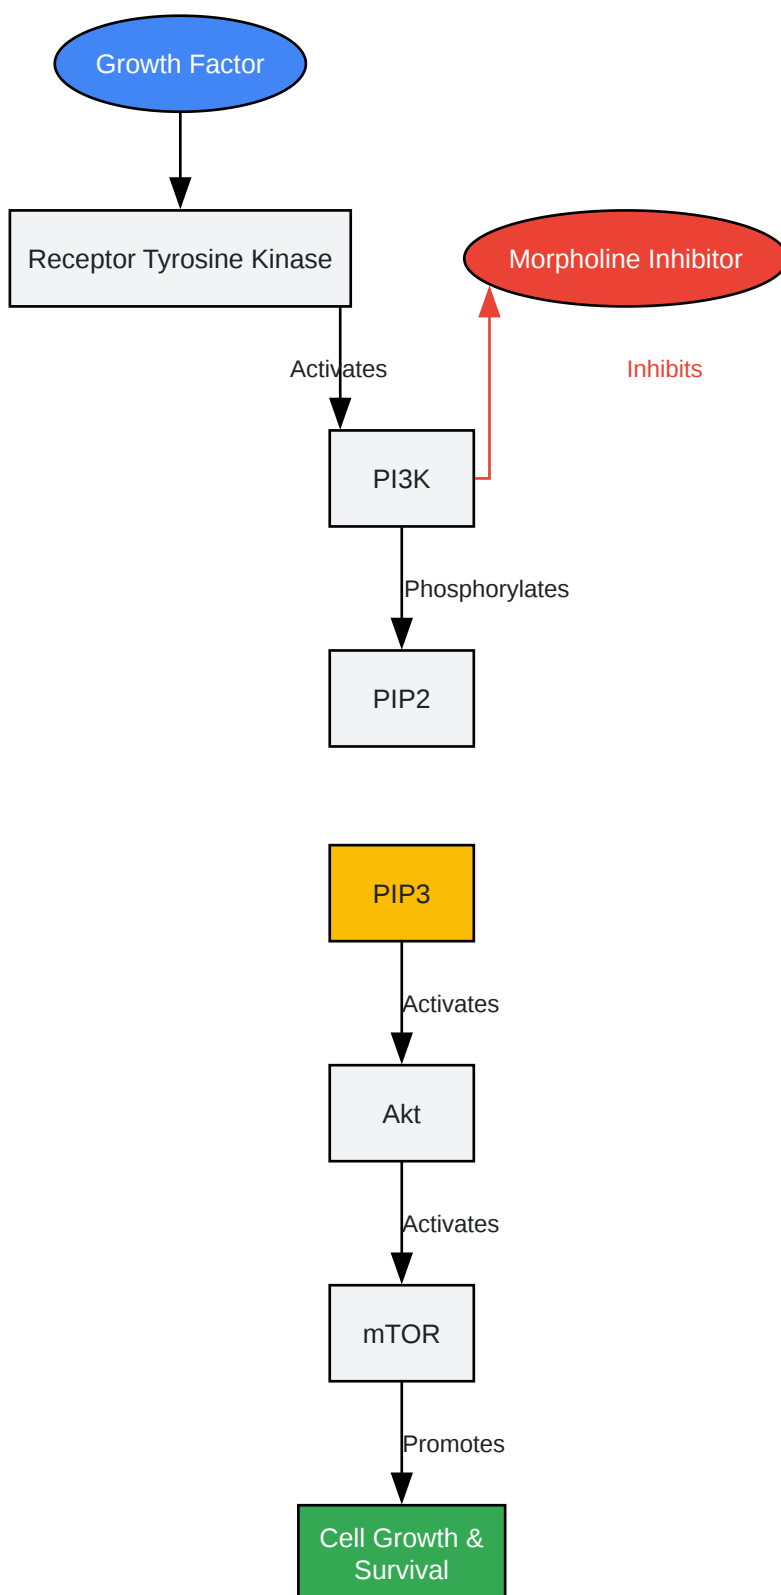 Growth Factor
Receptor Tyrosine Kinase
Morpholine Inhibitor
Activates
Inhibits
PI3K
Phosphorylates
PIP2
PIP3
Activates
Akt
Activates
mTOR
Promotes
Cell Growth &
Survival